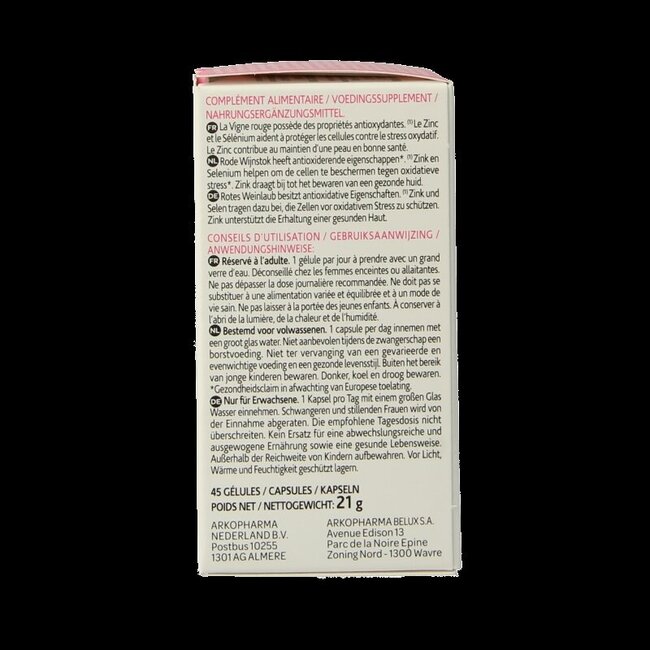 COMPLÉMENT ALIMENTAIRE / VOEDINGSSUPPLEMENT /
NAHRUNGSERGÄNZUNGSMITTEL.
FR La Vigne rouge possède des propriétés antioxydantes. (1) Le Zinc
et le Sélénium aident à protéger les cellules contre le stress oxydatif.
Le Zinc contribue au maintien d'une peau en bonne santé.
NL Rode Wijnstok heeft antioxiderende eigenschappen*. (1) Zink en
Selenium helpen om de cellen te beschermen tegen oxidatieve
stress*. Zink draagt bij tot het bewaren van een gezonde huid.
DE Rotes Weinlaub besitzt antioxidative Eigenschaften. (1) Zink und
Selen tragen dazu bei, die Zellen vor oxidativem Stress zu schützen.
Zink unterstützt die Erhaltung einer gesunden Haut.
CONSEILS D'UTILISATION / GEBRUIKSAANWIJZING /
ANWENDUNGSHINWEISE:
FR Réservé à l'adulte. 1 gélule par jour à prendre avec un grand
verre d'eau. Déconseillé chez les femmes enceintes ou allaitantes.
Ne pas dépasser la dose journalière recommandée. Ne doit pas se
substituer à une alimentation variée et équilibrée et à un mode de
vie sain. Ne pas laisser à la portée des jeunes enfants. À conserver à
l'abri de la lumière, de la chaleur et de l'humidité.
NL Bestemd voor volwassenen. 1 capsule per dag innemen met
een groot glas water. Niet aanbevolen tijdens de zwangerschap en
borstvoeding. Niet ter vervanging van een gevarieerde en
evenwichtige voeding en een gezonde levensstijl. Buiten het bereik
van jonge kinderen bewaren. Donker, koel en droog bewaren.
*Gezondheidsclaim in afwachting van Europese toelating.
DE Nur für Erwachsene. 1 Kapsel pro Tag mit einem großen Glas
Wasser einnehmen. Schwangeren und stillenden Frauen wird von
der Einnahme abgeraten. Die empfohlene Tagesdosis nicht
überschreiten. Kein Ersatz für eine abwechslungsreiche und
ausgewogene Ernährung sowie eine gesunde Lebensweise.
Außerhalb der Reichweite von Kindern aufbewahren. Vor Licht,
Wärme und Feuchtigkeit geschützt lagern.
45 GÉLULES / CAPSULES / KAPSELN
POIDS NET / NETTOGEWICHT: 21 g
ARKOPHARMA
NEDERLAND B.V.
Postbus 10255
1301 AG ALMERE
ARKOPHARMA BELUX S.A.
Avenue Edison 13
Parc de la Noire Epine
Zoning Nord - 1300 Wavre